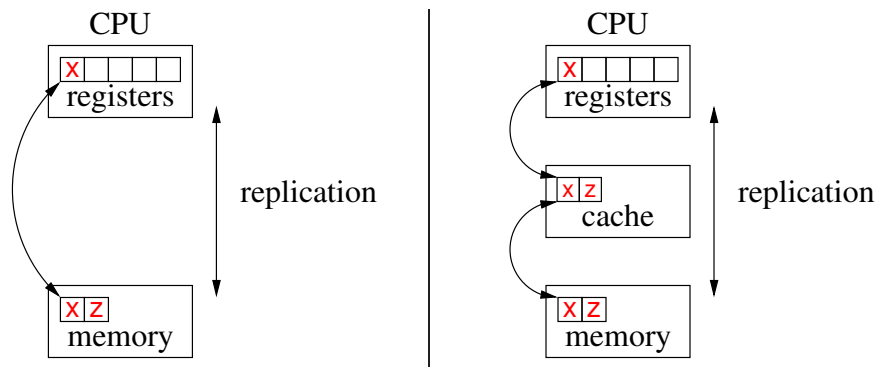 CPU
x
registers
replication
x z
memory
CPU
x
registers
x z
cache
replication
x z
memory